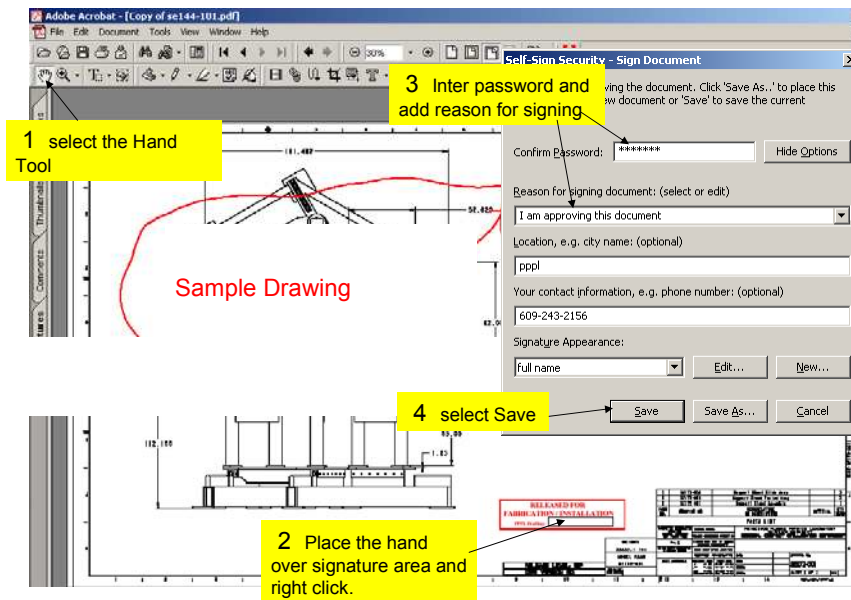 Adobe Acrobat - [Copy of se144-101.pdf]
File Edit Document Tools View Window Help
30%
Self-Sign Security - Sign Document
3 Inter password and
add reason for signing
ving the document. Click 'Save As..' to place this
w document or 'Save' to save the current
1 select the Hand
Tool
Confirm Password: ******* Hide Options
Reason for signing document: (select or edit)
I am approving this document
Location, e.g. city name: (optional)
pppl
Your contact information, e.g. phone number: (optional)
609-243-2156
Signature Appearance:
full name Edit... New...
Save Save As... Cancel
Thumbnails
Comments
Sample Drawing
4 select Save
RELEASED FOR
FABRICATION / INSTALLATION
PARTS LIST
2 Place the hand
over signature area and
right click.